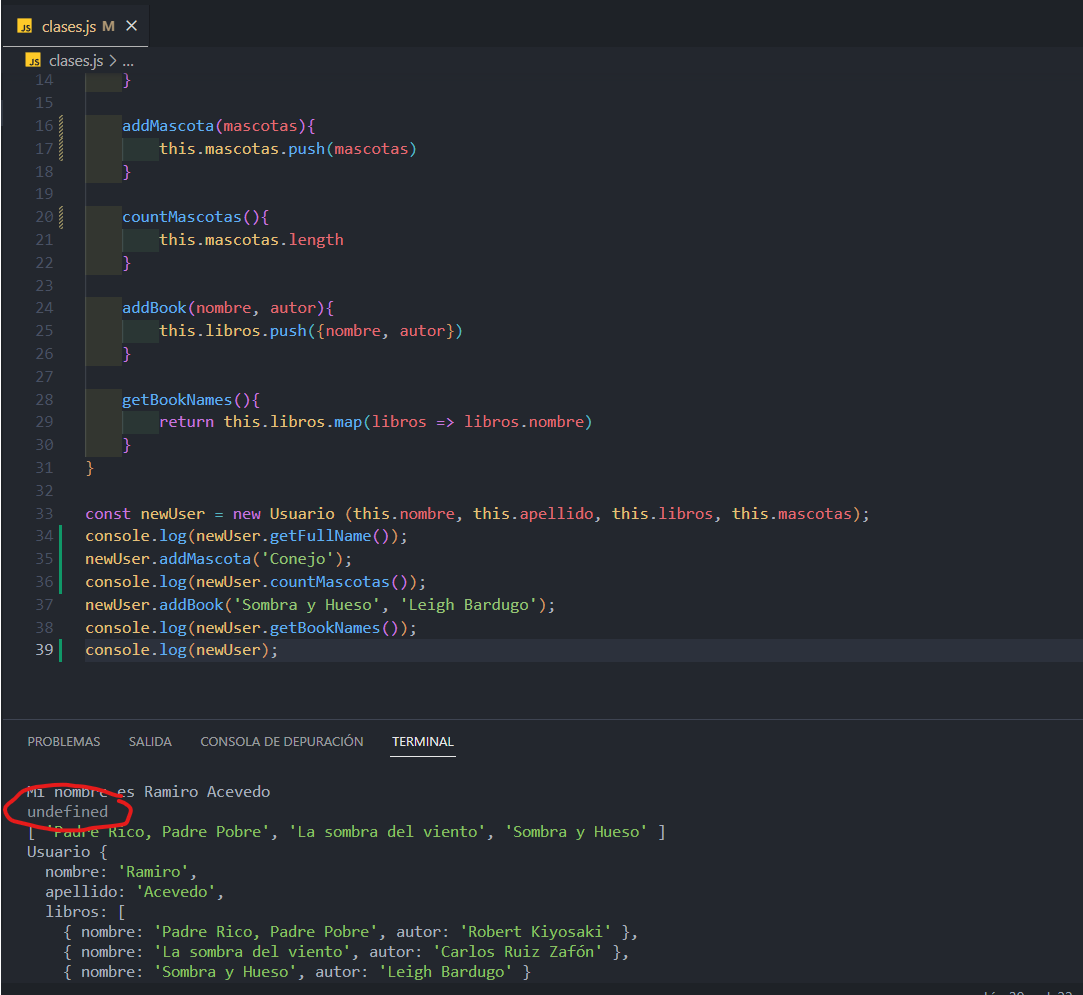 JS clases.js M ×
JS clases.js > ...
14 }
15
16 addMascota(mascotas){
17 this.mascotas.push(mascotas)
18 }
19
20 countMascotas(){
21 this.mascotas.length
22 }
23
24 addBook(nombre, autor){
25 this.libros.push({nombre, autor})
26 }
27
28 getBookNames(){
29 return this.libros.map(libros => libros.nombre)
30 }
31 }
32
33 const newUser = new Usuario (this.nombre, this.apellido, this.libros, this.mascotas);
34 console.log(newUser.getFullName());
35 newUser.addMascota('Conejo');
36 console.log(newUser.countMascotas());
37 newUser.addBook('Sombra y Hueso', 'Leigh Bardugo');
38 console.log(newUser.getBookNames());
39 console.log(newUser);
PROBLEMAS SALIDA CONSOLA DE DEPURACIÓN TERMINAL
Mi nombre es Ramiro Acevedo
undefined
[ 'Padre Rico, Padre Pobre', 'La sombra del viento', 'Sombra y Hueso' ]
Usuario {
nombre: 'Ramiro',
apellido: 'Acevedo',
libros: [
{ nombre: 'Padre Rico, Padre Pobre', autor: 'Robert Kiyosaki' },
{ nombre: 'La sombra del viento', autor: 'Carlos Ruiz Zafón' },
{ nombre: 'Sombra y Hueso', autor: 'Leigh Bardugo' }